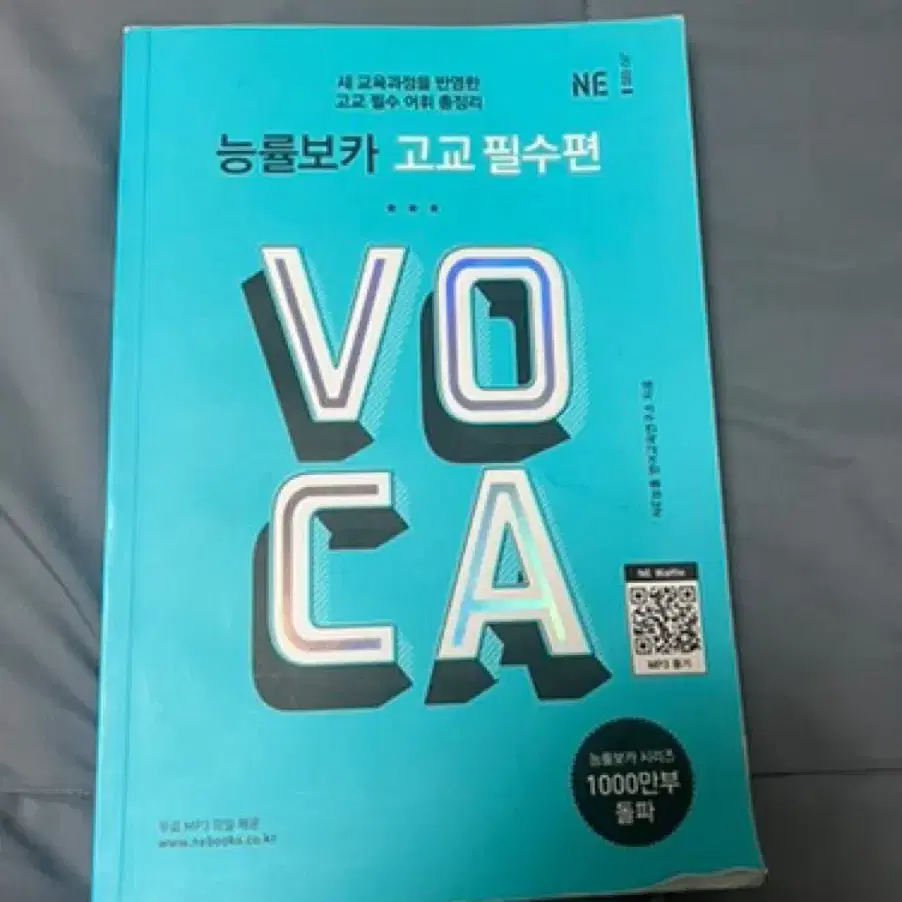 새 교육과정을 반영한
고교 필수 어휘 총정리
NE 능률
능률보카 고교 필수편
VO
CA
NE Waffle
MP3 듣기
능률보카 시리즈
1000만부
돌파
무료 MP3 파일 제공
www.nebooks.co.kr